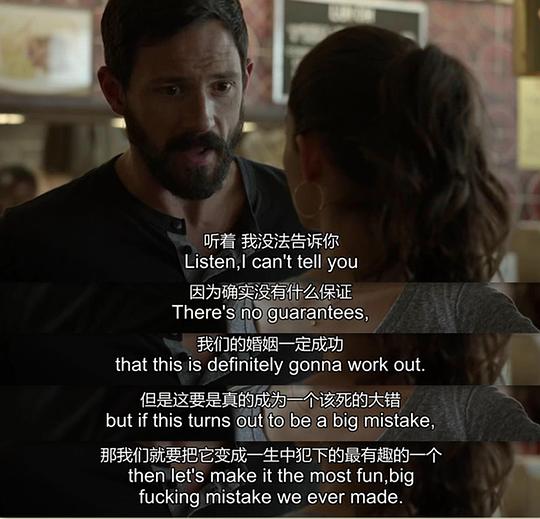 听着 我没法告诉你
Listen,I can't tell you
因为确实没有什么保证
There's no guarantees,
我们的婚姻一定成功
that this is definitely gonna work out.
但是这要是真的成为一个该死的大错
but if this turns out to be a big mistake,
那我们就要把它变成一生中犯下的最有趣的一个
then let's make it the most fun,big
fucking mistake we ever made.